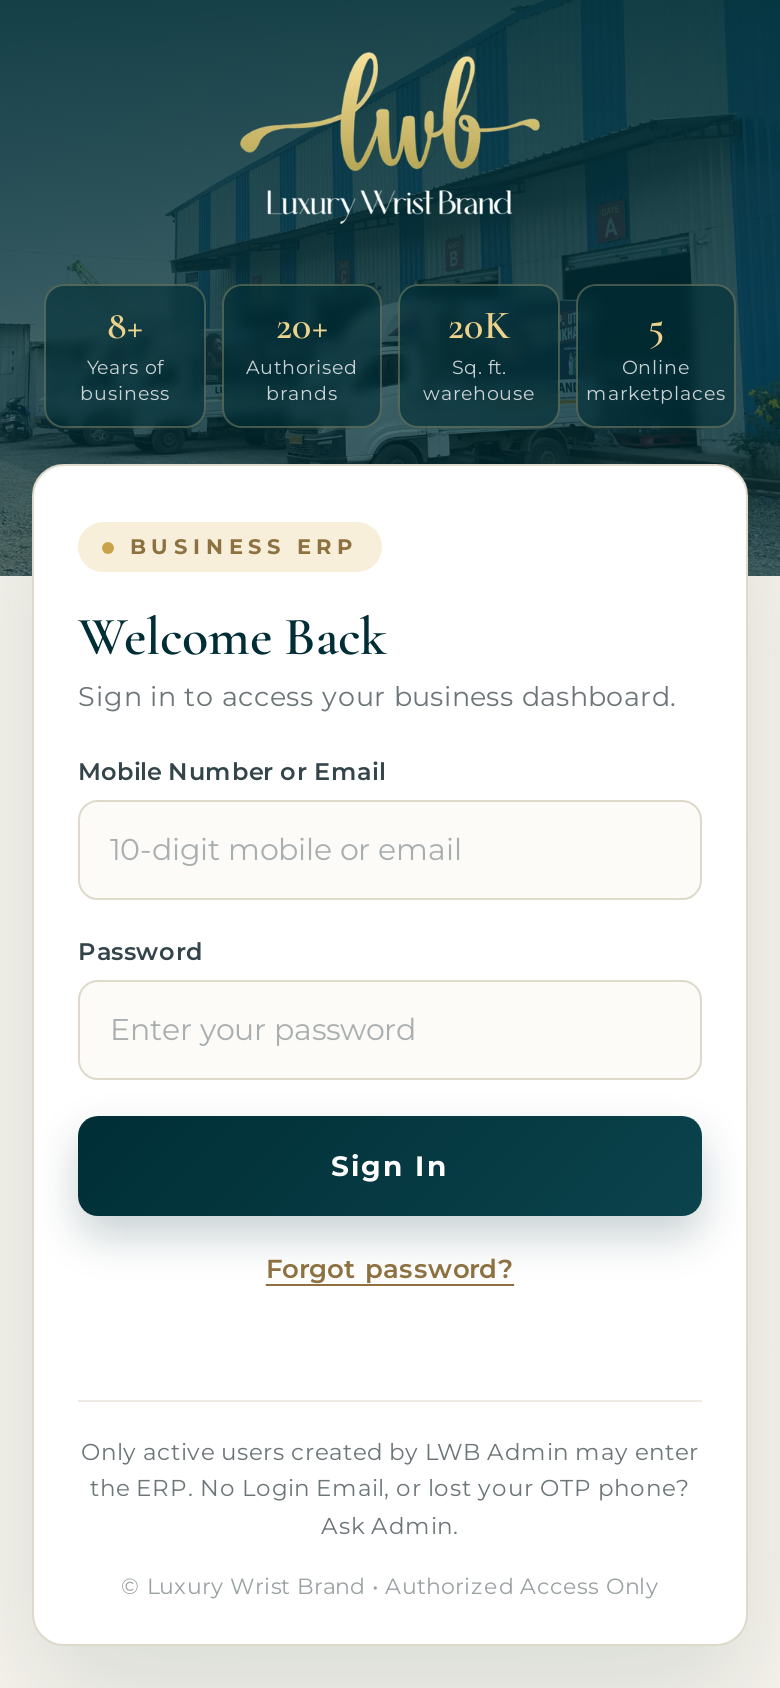 lwb
Luxury Wrist Brand
GATE
A
B
C
8+
Years of
business
20+
Authorised
brands
20K
Sq. ft.
warehouse
5
Online
marketplaces
BUSINESS ERP
Welcome Back
Sign in to access your business dashboard.
Mobile Number or Email
10-digit mobile or email
Password
Enter your password
Sign In
Forgot password?
Only active users created by LWB Admin may enter
the ERP. No Login Email, or lost your OTP phone?
Ask Admin.
© Luxury Wrist Brand • Authorized Access Only